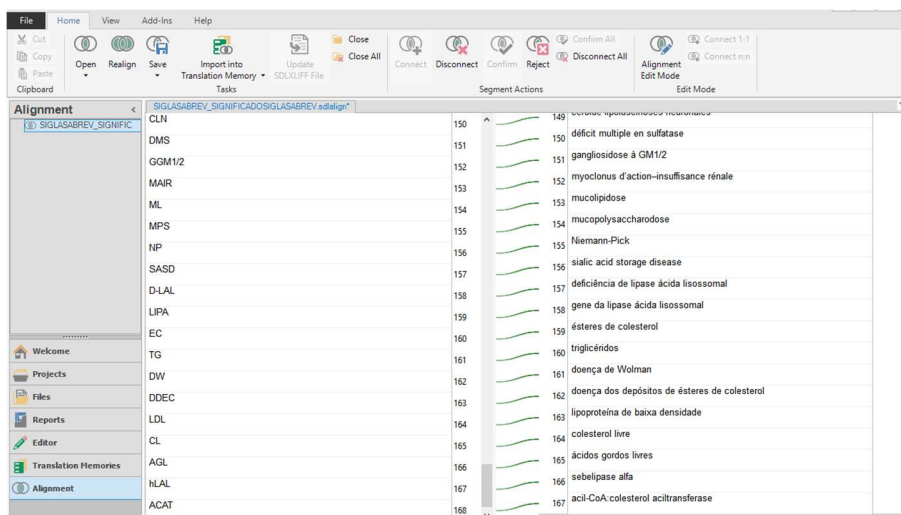 File Home View Add-Ins Help
Cut
Copy
Paste
Clipboard
Open
Realign
Save
Import into
Translation Memory
Update
SDLXLIFF File
Close
Close All
Tasks
Connect
Disconnect
Confirm
Reject
Confirm All
Disconnect All
Segment Actions
Alignment
Edit Mode
Connect 1:1
Connect n:n
Edit Mode
Alignment
SIGLASABREV_SIGNIFIC
Welcome
Projects
Files
Reports
Editor
Translation Memories
Alignment
SIGLASABREV_SIGNIFICADOSIGLASABREV.sdlalign*
CLN 150 149
DMS 151 150 déficit multiple en sulfatase
GGM1/2 152 151 gangliosidose à GM1/2
MAIR 153 152 myoclonus d'action–insuffisance rénale
ML 154 153 mucolipidose
MPS 155 154 mucopolysaccharodose
NP 156 155 Niemann-Pick
SASD 157 156 sialic acid storage disease
D-LAL 158 157 deficiência de lipase ácida lisossomal
LIPA 159 158 gene da lipase ácida lisossomal
EC 160 159 ésteres de colesterol
TG 161 160 triglicéridos
DW 162 161 doença de Wolman
DDEC 163 162 doença dos depósitos de ésteres de colesterol
LDL 164 163 lipoproteína de baixa densidade
CL 165 164 colesterol livre
AGL 166 165 ácidos gordos livres
hLAL 167 166 sebelipase alfa
ACAT 168 167 acil-CoA:colesterol aciltransferase